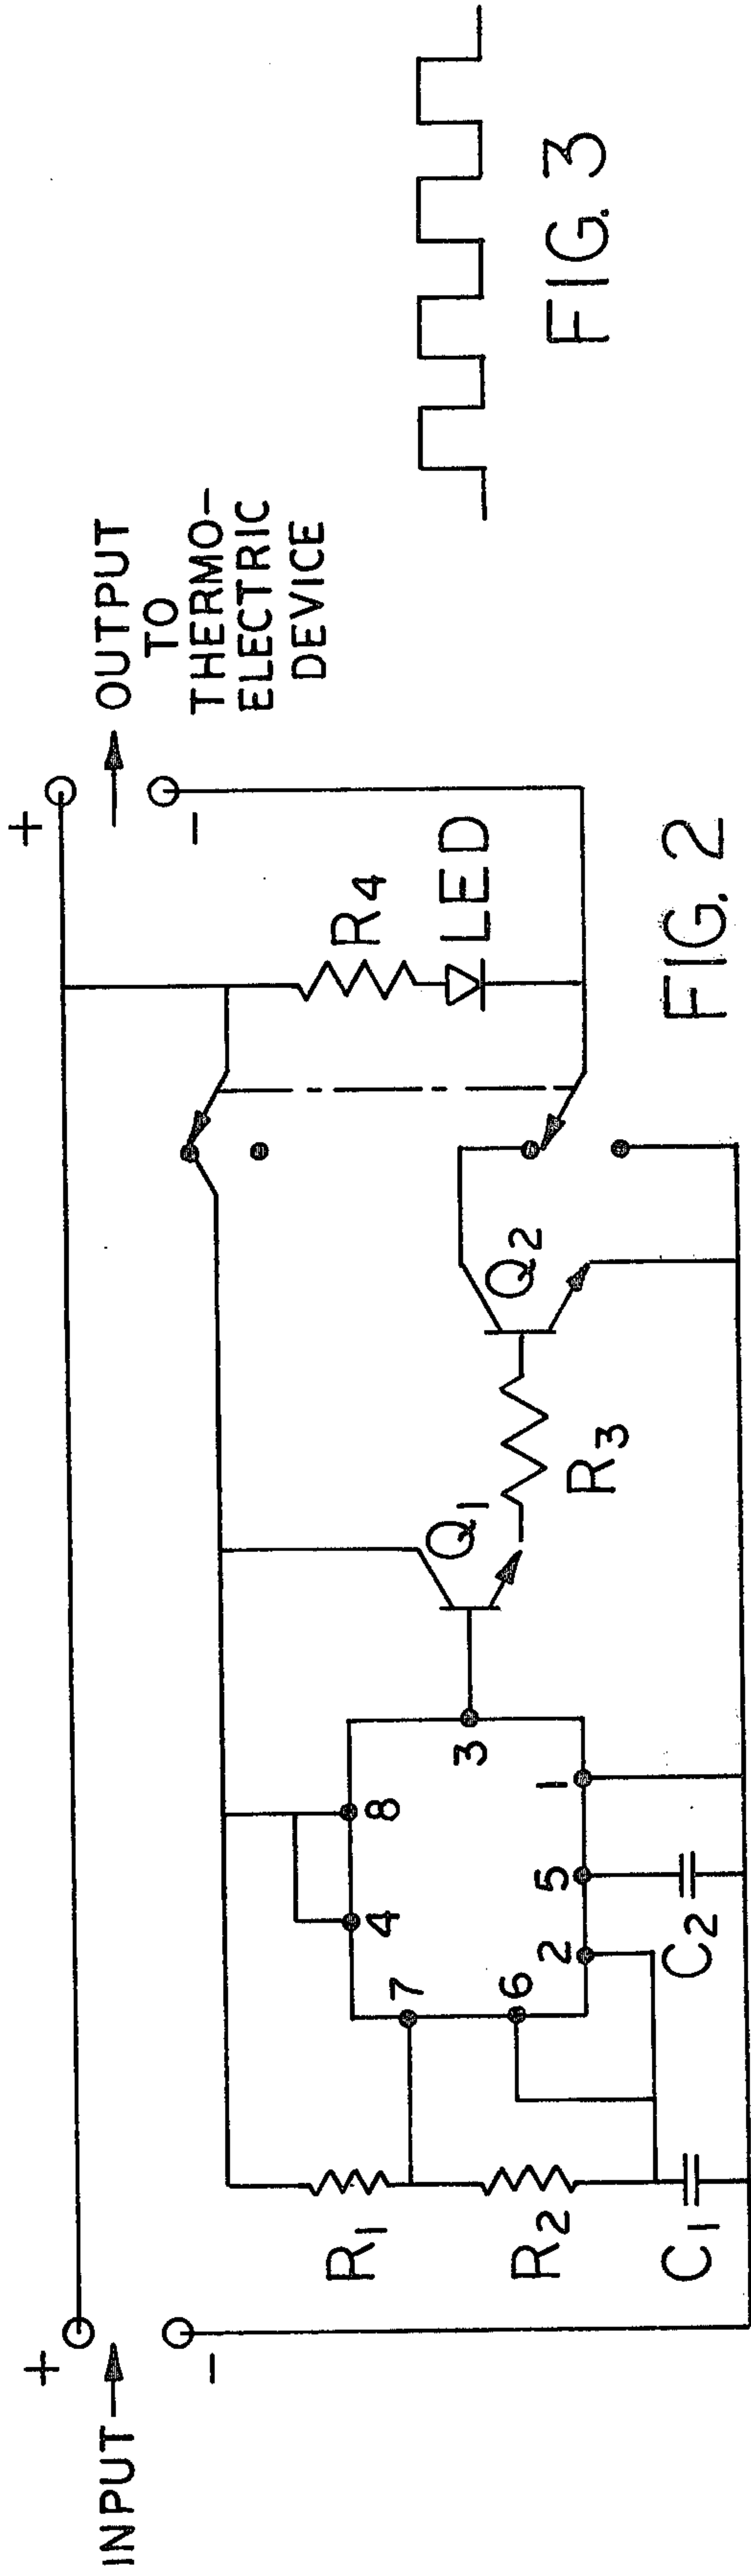 INPUT
+
-
R1
R2
C1
7
6
2
4
8
5
1
3
C2
Q1
R3
Q2
R4
LED
+
-
OUTPUT
TO
THERMO-
ELECTRIC
DEVICE
FIG. 2
FIG. 3